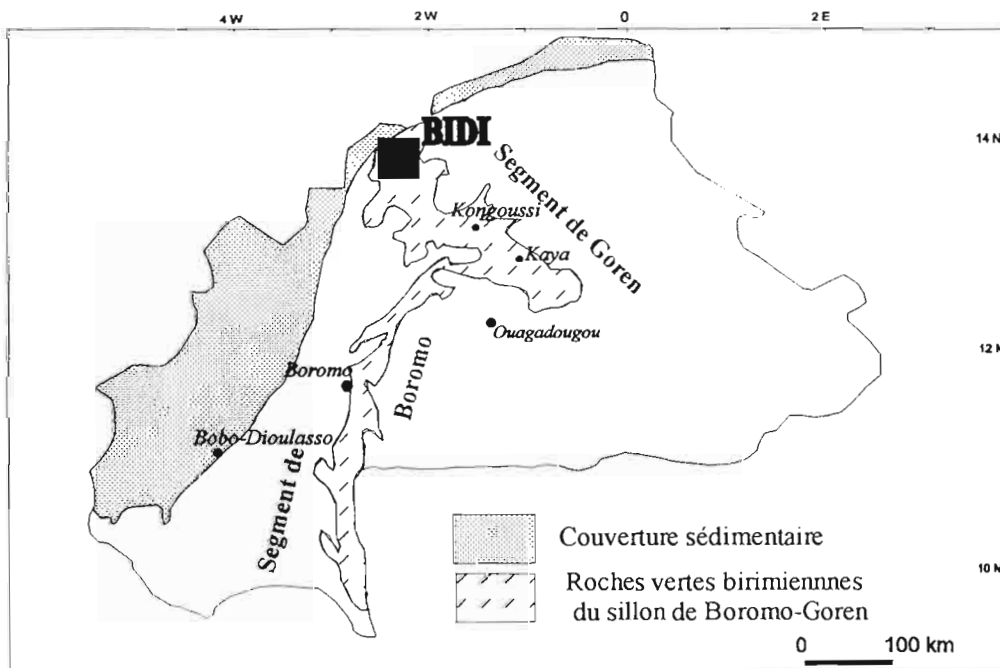 4 W 2 W 0 2 E
14 N
BIDI
Segment de Goren
Kongoussi
Kaya
Ouagadougou
12 N
Boromo
Boromo
Bobo-Dioulasso
Segment de
Couverture sédimentaire
Roches vertes birimiennnes
du sillon de Boromo-Goren
10 N
0 100 km